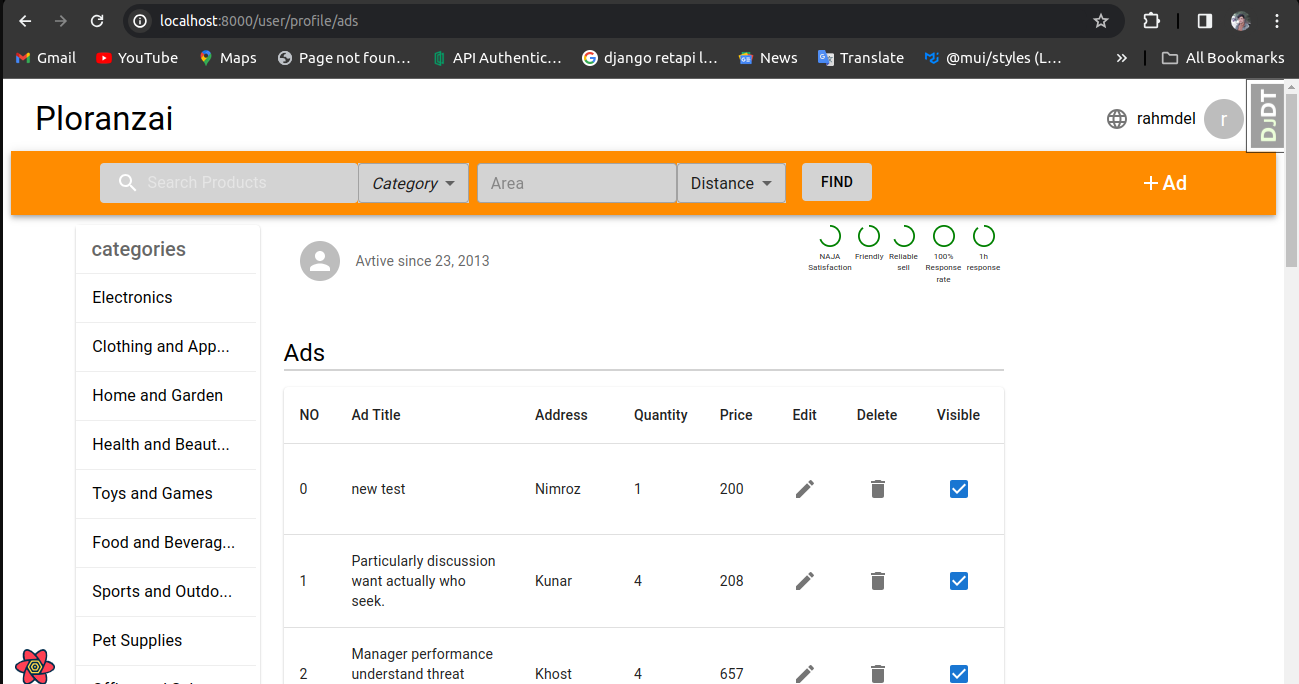 localhost:8000/user/profile/ads
Gmail YouTube Maps Page not foun... API Authentic... django retapi l... News Translate @mui/styles (L... » All Bookmarks
Ploranzai
rahmdel r
DJDT
Search Products Category Area Distance FIND + Ad
categories
Electronics
Clothing and App...
Home and Garden
Health and Beaut...
Toys and Games
Food and Beverag...
Sports and Outdo...
Pet Supplies
Avtive since 23, 2013
NAJA Satisfaction
Friendly
Reliable sell
100% Response rate
1h response
Ads
NO Ad Title Address Quantity Price Edit Delete Visible
0 new test Nimroz 1 200
1 Particularly discussion want actually who seek. Kunar 4 208
2 Manager performance understand threat Khost 4 657